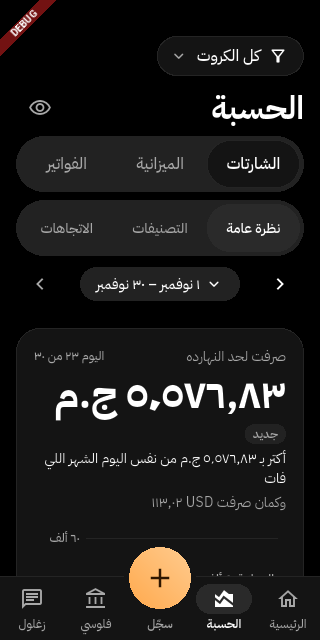 DEBUG
كل الكروت
الحسبة
الشارتات الميزانية الفواتير
نظرة عامة التصنيفات الاتجاهات
١ نوفمبر – ٣٠ نوفمبر
صرفت لحد النهارده اليوم ٢٣ من ٣٠
٥,٥٧٦,٨٣ ج.م
جديد
أكتر بـ ٥,٥٧٦,٨٣ ج.م من نفس اليوم الشهر اللي
فات
وكمان صرفت USD ١١٣,٠٢
٦٠ ألف
الرئيسية الحسبة سجّل فلوسي زغلول